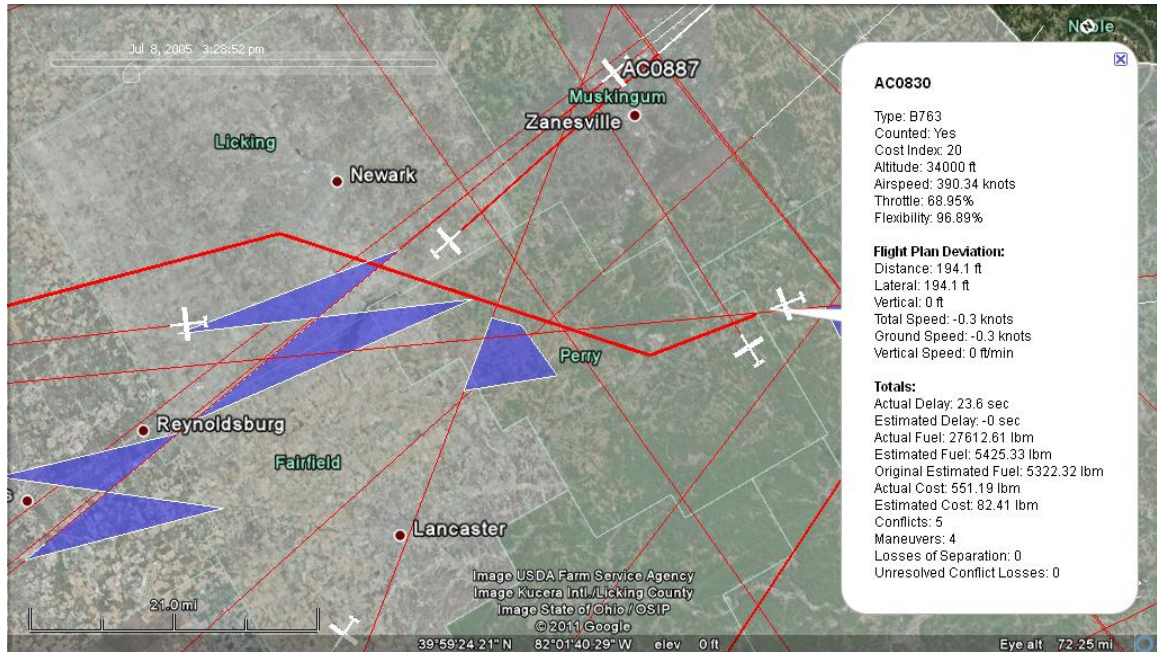 Jul 8, 2005 3:28:52 pm
Noble
AC0887
Muskingum
Zanesville
Licking
Newark
Perry
Reynoldsburg
Fairfield
s
Lancaster
21.0 mi
Image USDA Farm Service Agency
Image Kucera Intl./Licking County
Image State of Ohio / OSIP
© 2011 Google
39°59'24.21" N 82°01'40.29" W elev 0 ft
Eye alt 72.25 mi
AC0830
Type: B763
Counted: Yes
Cost Index: 20
Altitude: 34000 ft
Airspeed: 390.34 knots
Throttle: 68.95%
Flexibility: 96.89%
Flight Plan Deviation:
Distance: 194.1 ft
Lateral: 194.1 ft
Vertical: 0 ft
Total Speed: -0.3 knots
Ground Speed: -0.3 knots
Vertical Speed: 0 ft/min
Totals:
Actual Delay: 23.6 sec
Estimated Delay: -0 sec
Actual Fuel: 27612.61 lbm
Estimated Fuel: 5425.33 lbm
Original Estimated Fuel: 5322.32 lbm
Actual Cost: 551.19 lbm
Estimated Cost: 82.41 lbm
Conflicts: 5
Maneuvers: 4
Losses of Separation: 0
Unresolved Conflict Losses: 0